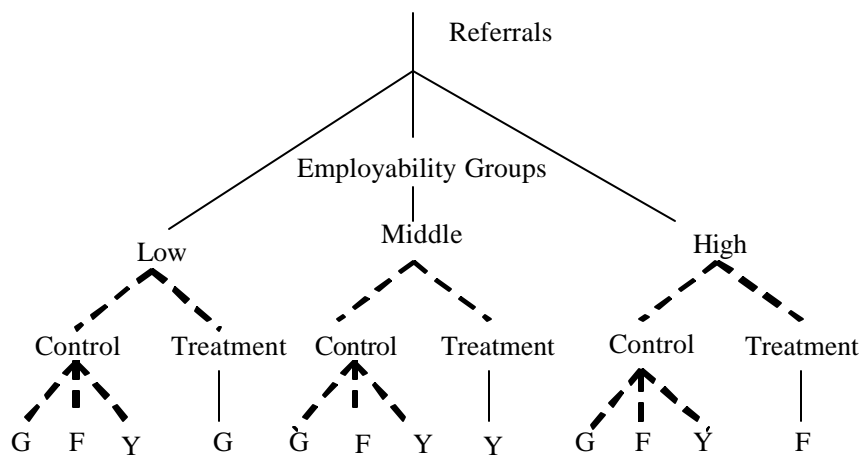 Referrals
Employability Groups
Low Middle High
Control Treatment Control Treatment Control Treatment
G F Y G G F Y Y G F Y F